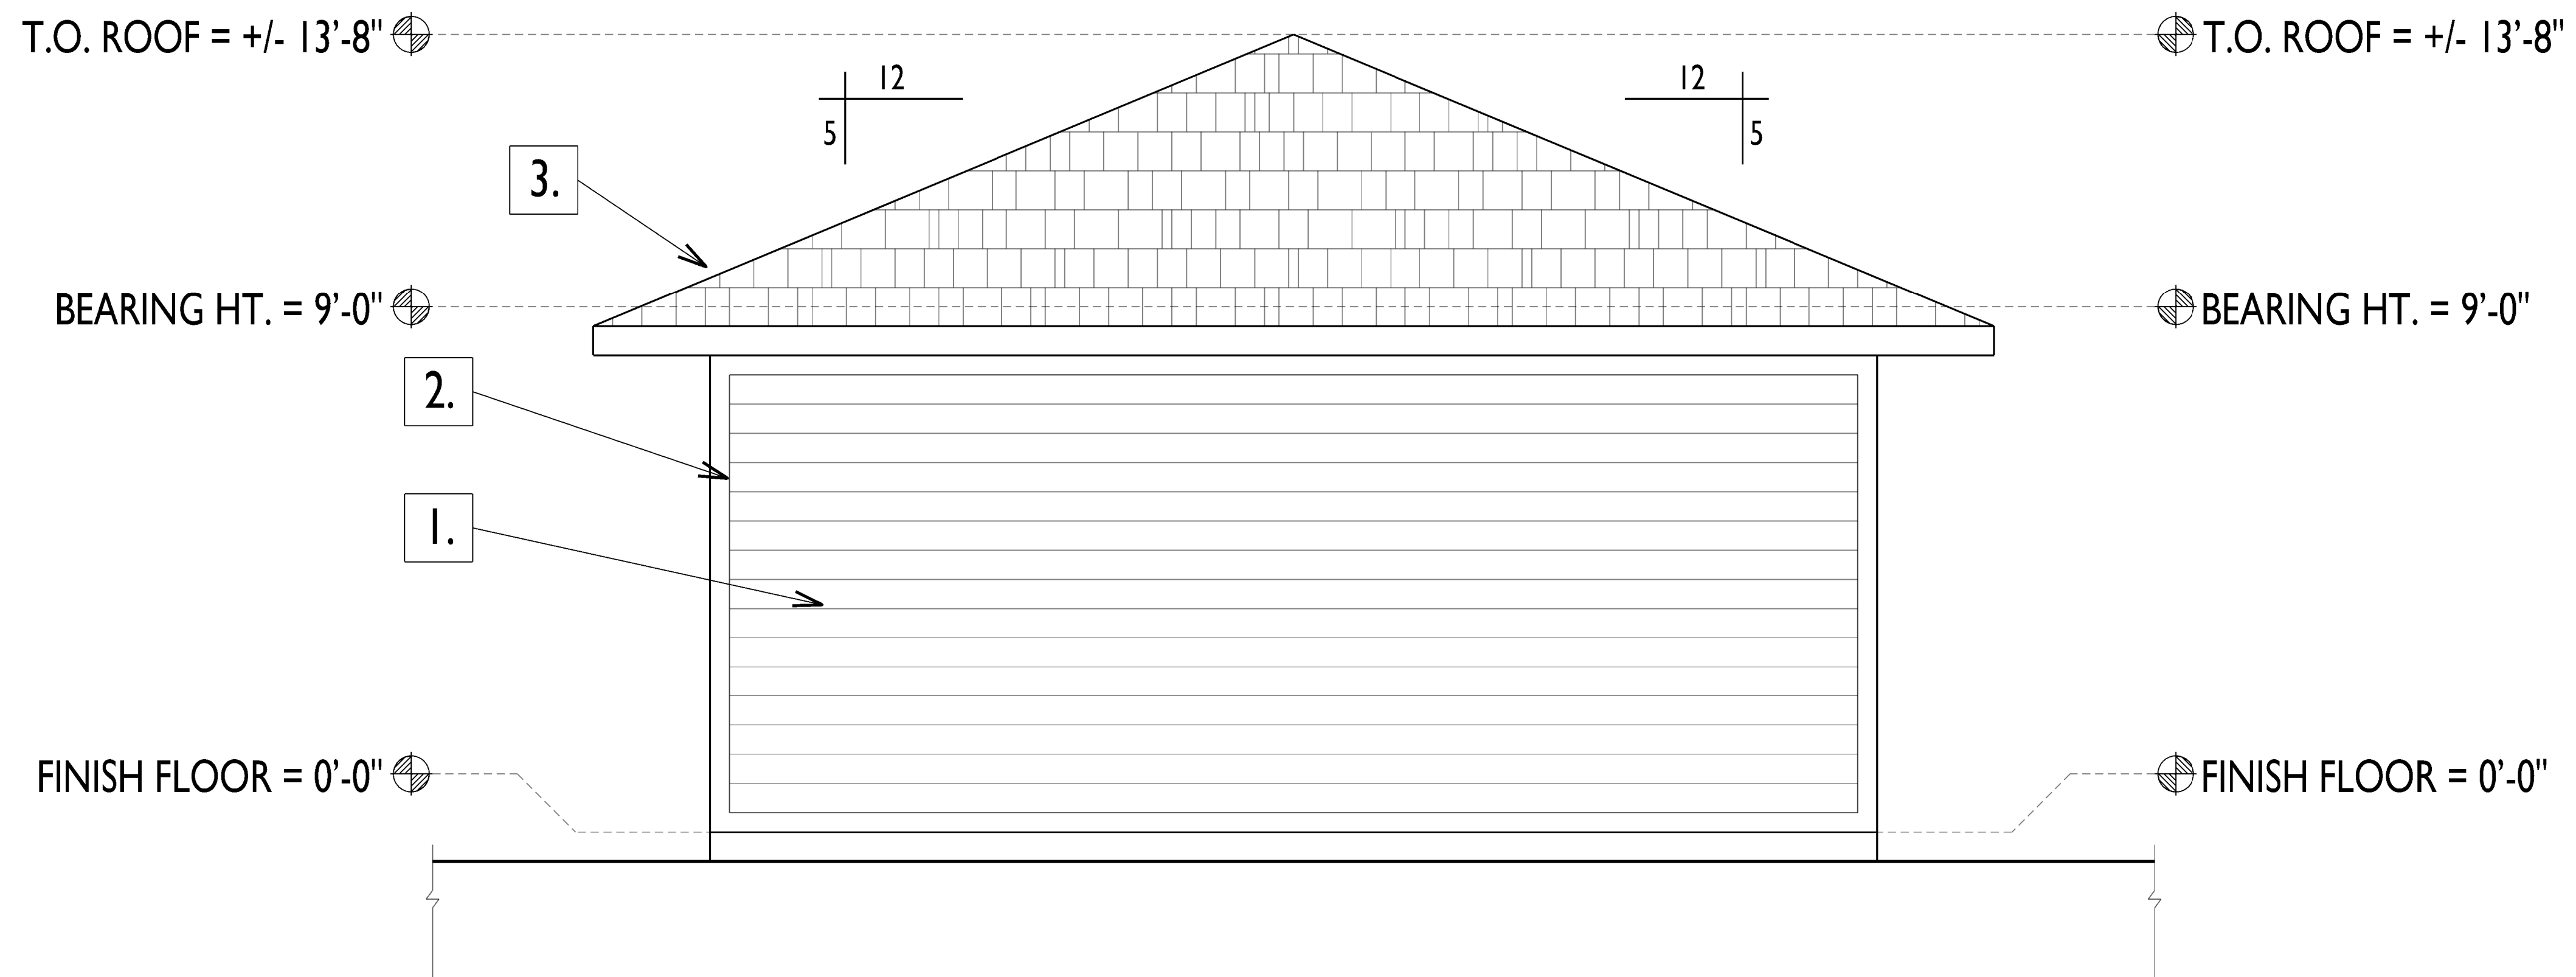 T.O. ROOF = +/- 13'-8"
T.O. ROOF = +/- 13'-8"
12
12
5
5
3.
BEARING HT. = 9'-0"
BEARING HT. = 9'-0"
2.
1.
FINISH FLOOR = 0'-0"
FINISH FLOOR = 0'-0"